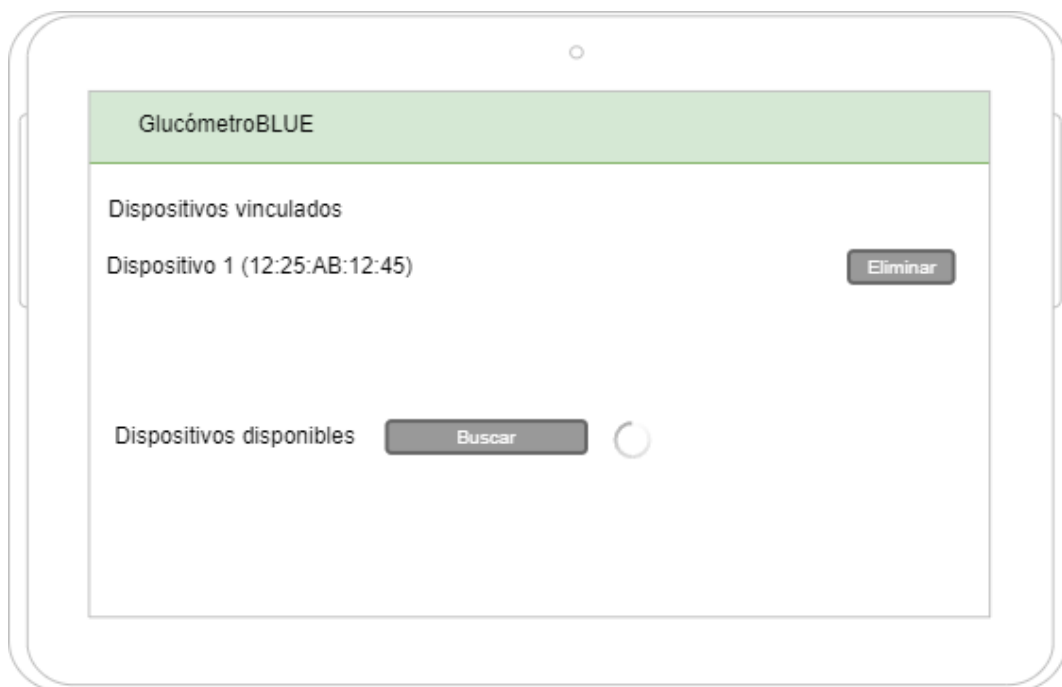 GlucómetroBLUE
Dispositivos vinculados
Dispositivo 1 (12:25:AB:12:45)
Eliminar
Dispositivos disponibles
Buscar